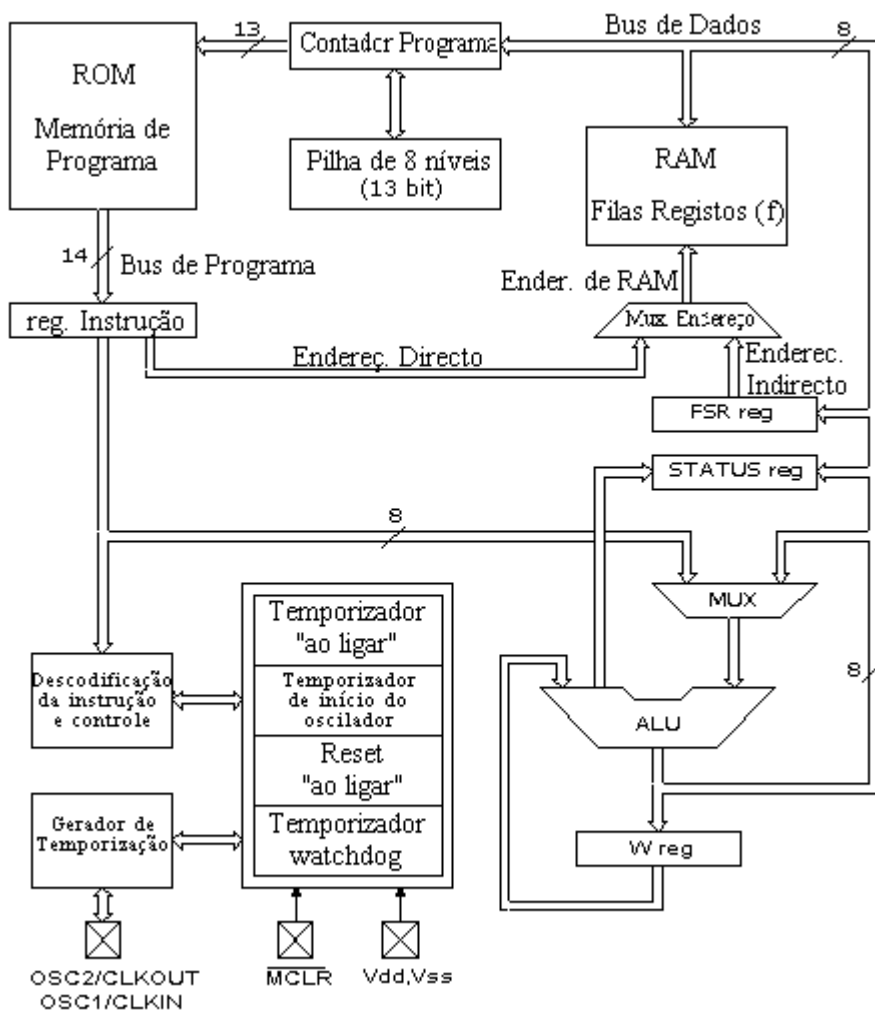 13
Contador Programa
Bus de Dados
8
ROM
Memória de
Programa
Pilha de 8 níveis
(13 bit)
RAM
Filas Registos (f)
14
Bus de Programa
Ender. de RAM
reg. Instrução
Mux. Endereço
Endereç. Directo
Enderec.
Indirecto
FSR reg
STATUS reg
8
MUX
Temporizador
"ao ligar"
Descodificação
da instrução
e controle
Temporizador
de início do
oscilador
8
ALU
Reset
"ao ligar"
Gerador de
Temporização
Temporizador
watchdog
W reg
OSC2/CLKOUT
OSC1/CLKIN
MCLR
Vdd,Vss